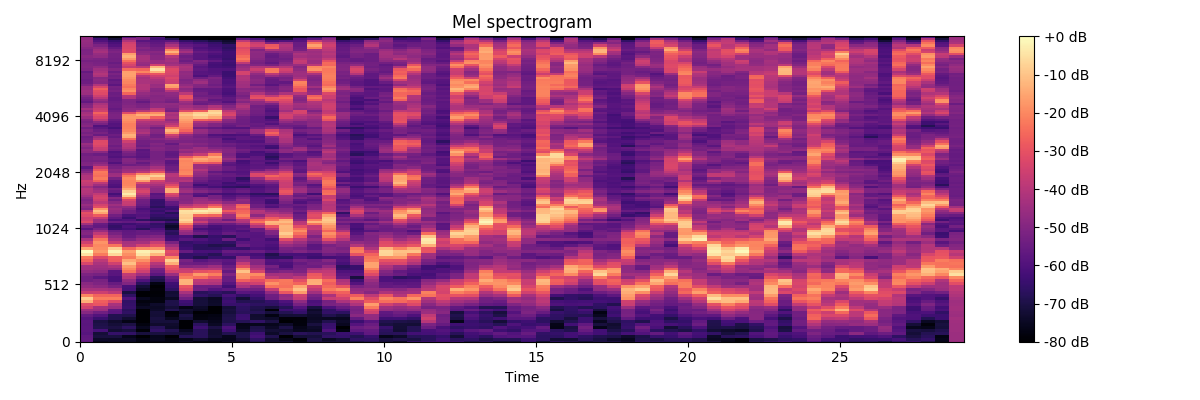 Mel spectrogram
Hz
8192
4096
2048
1024
512
0
0 5 10 15 20 25
Time
+0 dB
-10 dB
-20 dB
-30 dB
-40 dB
-50 dB
-60 dB
-70 dB
-80 dB